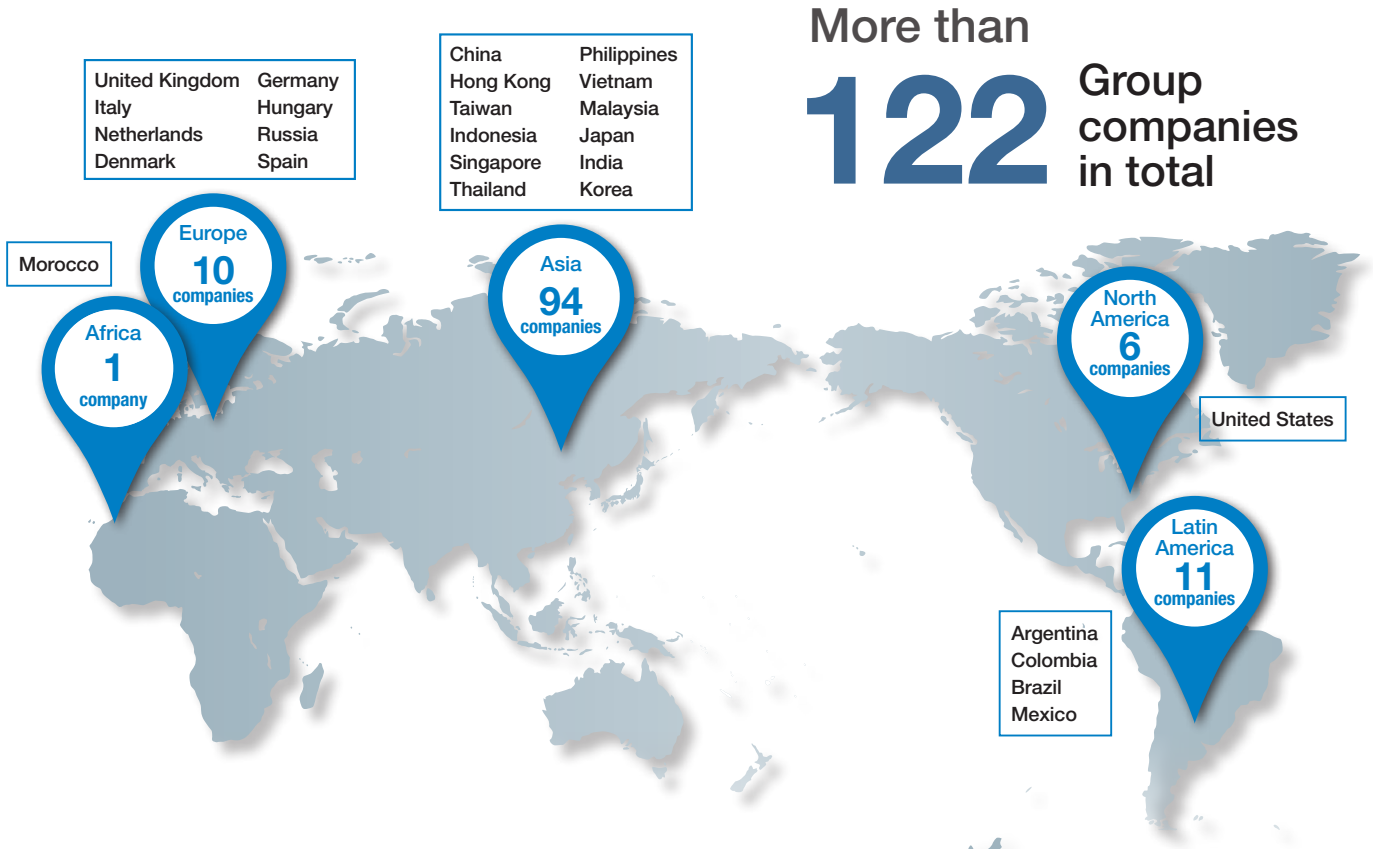 More than
122
Group
companies
in total
United Kingdom Germany
Italy Hungary
Netherlands Russia
Denmark Spain
China Philippines
Hong Kong Vietnam
Taiwan Malaysia
Indonesia Japan
Singapore India
Thailand Korea
Morocco
Europe
10
companies
Africa
1
company
Asia
94
companies
North
America
6
companies
United States
Latin
America
11
companies
Argentina
Colombia
Brazil
Mexico